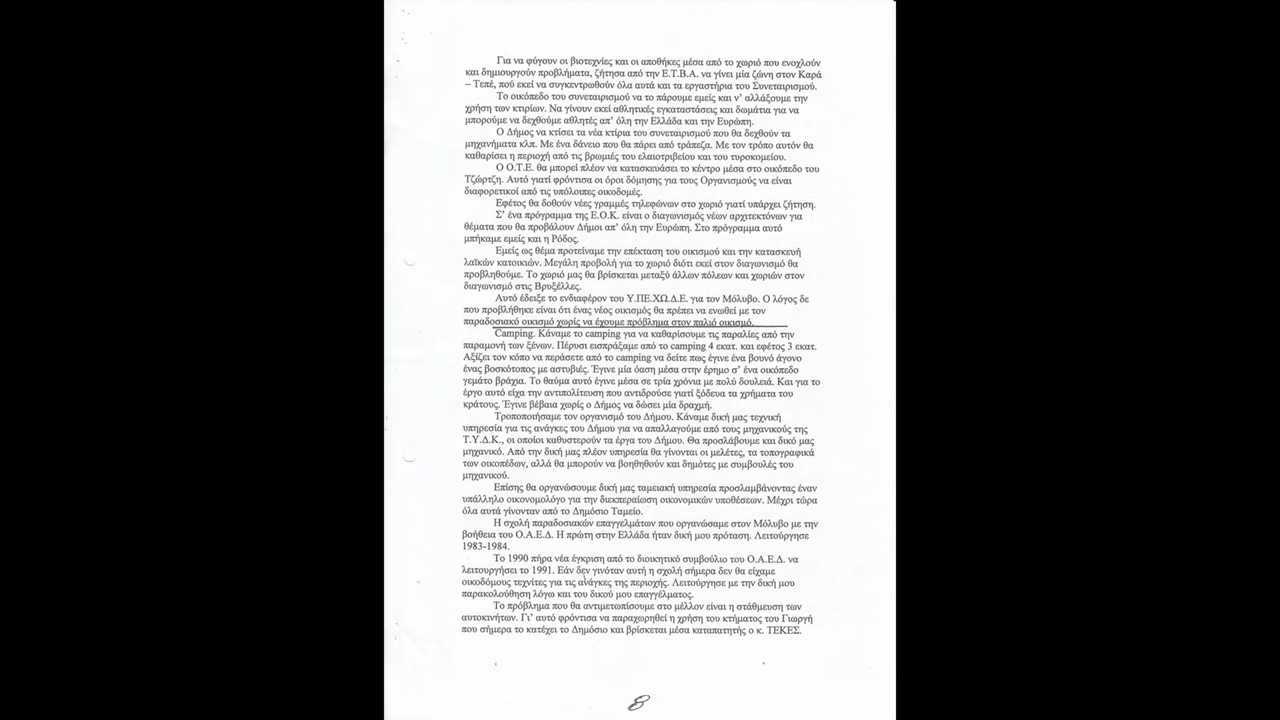 Για να φύγουν οι βιοτεχνίες και οι αποθήκες μέσα από το χωριό που ενοχλούν
και δημιουργούν προβλήματα, ζήτησα από την Ε.Τ.Β.Α. να γίνει μία ζώνη στον Καρά
– Τεπέ, πού εκεί να συγκεντρωθούν όλα αυτά και τα εργαστήρια του Συνεταιρισμού.
Το οικόπεδο του συνεταιρισμού να το πάρουμε εμείς και ν’ αλλάξουμε την
χρήση των κτιρίων. Να γίνουν εκεί αθλητικές εγκαταστάσεις και δωμάτια για να
μπορούμε να δεχθούμε αθλητές απ’ όλη την Ελλάδα και την Ευρώπη.
Ο Δήμος να κτίσει τα νέα κτίρια του συνεταιρισμού που θα δεχθούν τα
μηχανήματα κλπ. Με ένα δάνειο που θα πάρει από τράπεζα. Με τον τρόπο αυτόν θα
καθαρίσει η περιοχή από τις βρωμιές του ελαιοτριβείου και του τυροκομείου.
Ο Ο.Τ.Ε. θα μπορεί πλέον να κατασκευάσει το κέντρο μέσα στο οικόπεδο του
Τζώρτζη. Αυτό γιατί φρόντισα οι όροι δόμησης για τους Οργανισμούς να είναι
διαφορετικοί από τις υπόλοιπες οικοδομές.
Εφέτος θα δοθούν νέες γραμμές τηλεφώνων στο χωριό γιατί υπάρχει ζήτηση.
Σ’ ένα πρόγραμμα της Ε.Ο.Κ. είναι ο διαγωνισμός νέων αρχιτεκτόνων για
θέματα που θα προβάλουν Δήμοι απ’ όλη την Ευρώπη. Στο πρόγραμμα αυτό
μπήκαμε εμείς και η Ρόδος.
Εμείς ως θέμα προτείναμε την επέκταση του οικισμού και την κατασκευή
λαϊκών κατοικιών. Μεγάλη προβολή για το χωριό διότι εκεί στον διαγωνισμό θα
προβληθούμε. Το χωριό μας θα βρίσκεται μεταξύ άλλων πόλεων και χωριών στον
διαγωνισμό στις Βρυξέλλες.
Αυτό έδειξε το ενδιαφέρον του Υ.ΠΕ.ΧΩ.Δ.Ε. για τον Μόλυβο. Ο λόγος δε
που προβλήθηκε είναι ότι ένας νέος οικισμός θα πρέπει να ενωθεί με τον
παραδοσιακό οικισμό χωρίς να έχουμε πρόβλημα στον παλιό οικισμό.
Camping. Κάναμε το camping για να καθαρίσουμε τις παραλίες από την
παραμονή των ξένων. Πέρυσι εισπράξαμε από το camping 4 εκατ. και εφέτος 3 εκατ.
Αξίζει τον κόπο να περάσετε από το camping να δείτε πως έγινε ένα βουνό άγονο
ένας βοσκότοπος με αστυβιές. Έγινε μία όαση μέσα στην έρημο σ’ ένα οικόπεδο
γεμάτο βράχια. Το θαύμα αυτό έγινε μέσα σε τρία χρόνια με πολύ δουλειά. Και για το
έργο αυτό είχα την αντιπολίτευση που αντιδρούσε γιατί ξόδευα τα χρήματα του
κράτους. Έγινε βέβαια χωρίς ο Δήμος να δώσει μία δραχμή.
Τροποποιήσαμε τον οργανισμό του Δήμου. Κάναμε δική μας τεχνική
υπηρεσία για τις ανάγκες του Δήμου για να απαλλαγούμε από τους μηχανικούς της
Τ.Υ.Δ.Κ., οι οποίοι καθυστερούν τα έργα του Δήμου. Θα προσλάβουμε και δικό μας
μηχανικό. Από την δική μας πλέον υπηρεσία θα γίνονται οι μελέτες, τα τοπογραφικά
των οικοπέδων, αλλά θα μπορούν να βοηθηθούν και δημότες με συμβουλές του
μηχανικού.
Επίσης θα οργανώσουμε δική μας ταμειακή υπηρεσία προσλαμβάνοντας έναν
υπάλληλο οικονομολόγο για την διεκπεραίωση οικονομικών υποθέσεων. Μέχρι τώρα
όλα αυτά γίνονταν από το Δημόσιο Ταμείο.
Η σχολή παραδοσιακών επαγγελμάτων που οργανώσαμε στον Μόλυβο με την
βοήθεια του Ο.Α.Ε.Δ. Η πρώτη στην Ελλάδα ήταν δική μου πρόταση. Λειτούργησε
1983-1984.
Το 1990 πήρα νέα έγκριση από το διοικητικό συμβούλιο του Ο.Α.Ε.Δ. να
λειτουργήσει το 1991. Εάν δεν γινόταν αυτή η σχολή σήμερα δεν θα είχαμε
οικοδόμους τεχνίτες για τις ανάγκες της περιοχής. Λειτούργησε με την δική μου
παρακολούθηση λόγω και του δικού μου επαγγέλματος.
Το πρόβλημα που θα αντιμετωπίσουμε στο μέλλον είναι η στάθμευση των
αυτοκινήτων. Γι’ αυτό φρόντισα να παραχωρηθεί η χρήση του κτήματος του Γιωργή
που σήμερα το κατέχει το Δημόσιο και βρίσκεται μέσα καταπατητής ο κ. ΤΕΚΕΣ.
8